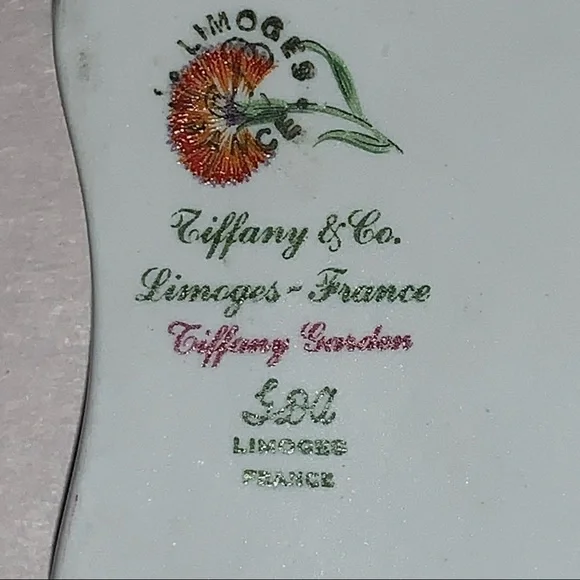 LIMOGES
FRANCE
Tiffany & Co.
Limoges - France
Tiffany Garden
GDA
LIMOGES
FRANCE